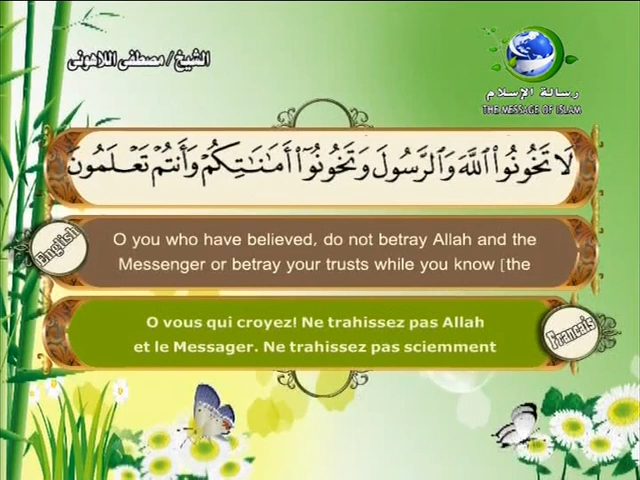 الشيخ / مصطفى اللاهونى
رسالة الإسلام
THE MESSAGE OF ISLAM
لَا تَخُونُوا۟ ٱللَّهَ وَٱلرَّسُولَ وَتَخُونُوٓا۟ أَمَـٰنَـٰتِكُمْ وَأَنتُمْ تَعْلَمُونَ
English
O you who have believed, do not betray Allah and the
Messenger or betray your trusts while you know [the
O vous qui croyez! Ne trahissez pas Allah
et le Messager. Ne trahissez pas sciemment
Francais